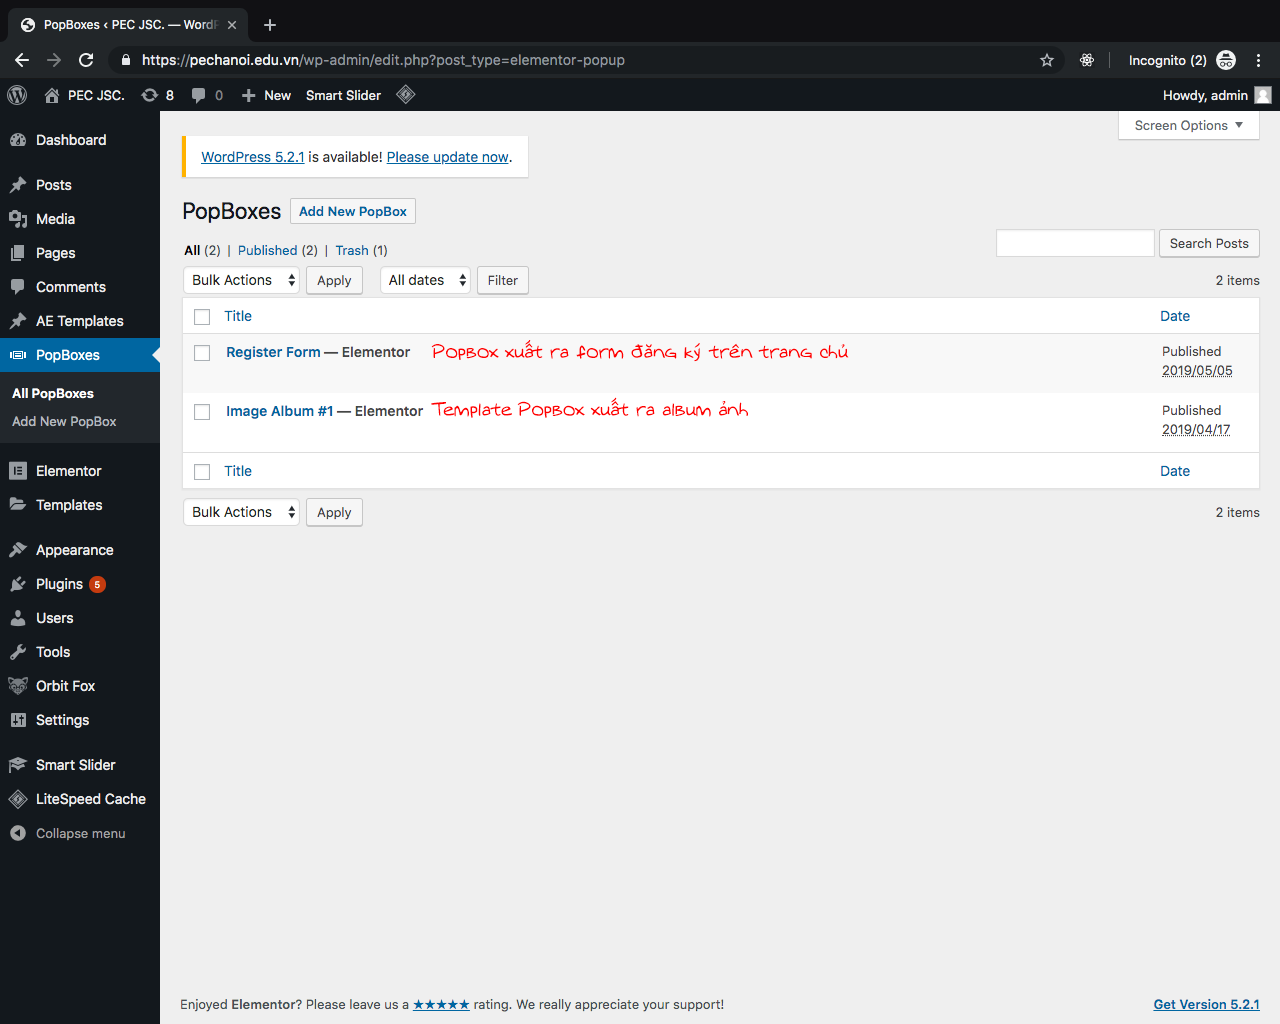 PopBoxes ‹ PEC JSC. — WordP
https://pechanoi.edu.vn/wp-admin/edit.php?post_type=elementor-popup
Incognito (2)
PEC JSC.
8
0
New
Smart Slider
Howdy, admin
Screen Options
Dashboard
Posts
Media
Pages
Comments
AE Templates
PopBoxes
All PopBoxes
Add New PopBox
Elementor
Templates
Appearance
Plugins 5
Users
Tools
Orbit Fox
Settings
Smart Slider
LiteSpeed Cache
Collapse menu
WordPress 5.2.1 is available! Please update now.
PopBoxes Add New PopBox
All (2) | Published (2) | Trash (1)
Search Posts
Bulk Actions Apply All dates Filter
2 items
Title Date
Register Form — Elementor Popbox xuất ra form đăng ký trên trang chủ Published
2019/05/05
Image Album #1 — Elementor Template Popbox xuất ra album ảnh Published
2019/04/17
Title Date
Bulk Actions Apply
2 items
Enjoyed Elementor? Please leave us a ★★★★★ rating. We really appreciate your support!
Get Version 5.2.1